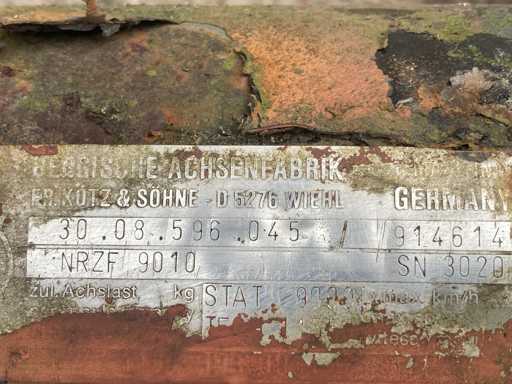 BERGISCHE ACHSENFABRIK
FR. KOTZ & SÖHNE - D 5276 WIEHL GERMANY
30.08.596.045 / / 914614
NRZF 9010 SN 3020
zul. Achslast kg STAT max. km/h